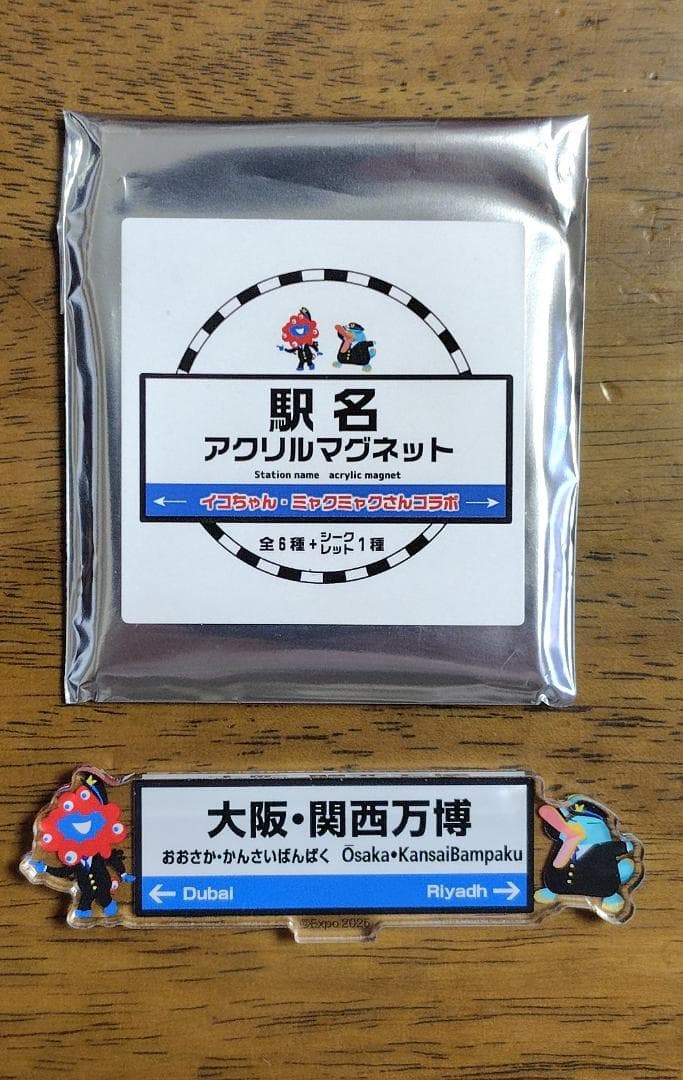 駅名
アクリルマグネット
Station name acrylic magnet
← イコちゃん・ミャクミャクさんコラボ →
全6種+シークレット1種
大阪・関西万博
おおさか・かんさいばんぱく Ōsaka・KansaiBampaku
← Dubai Riyadh →
©Expo 2025